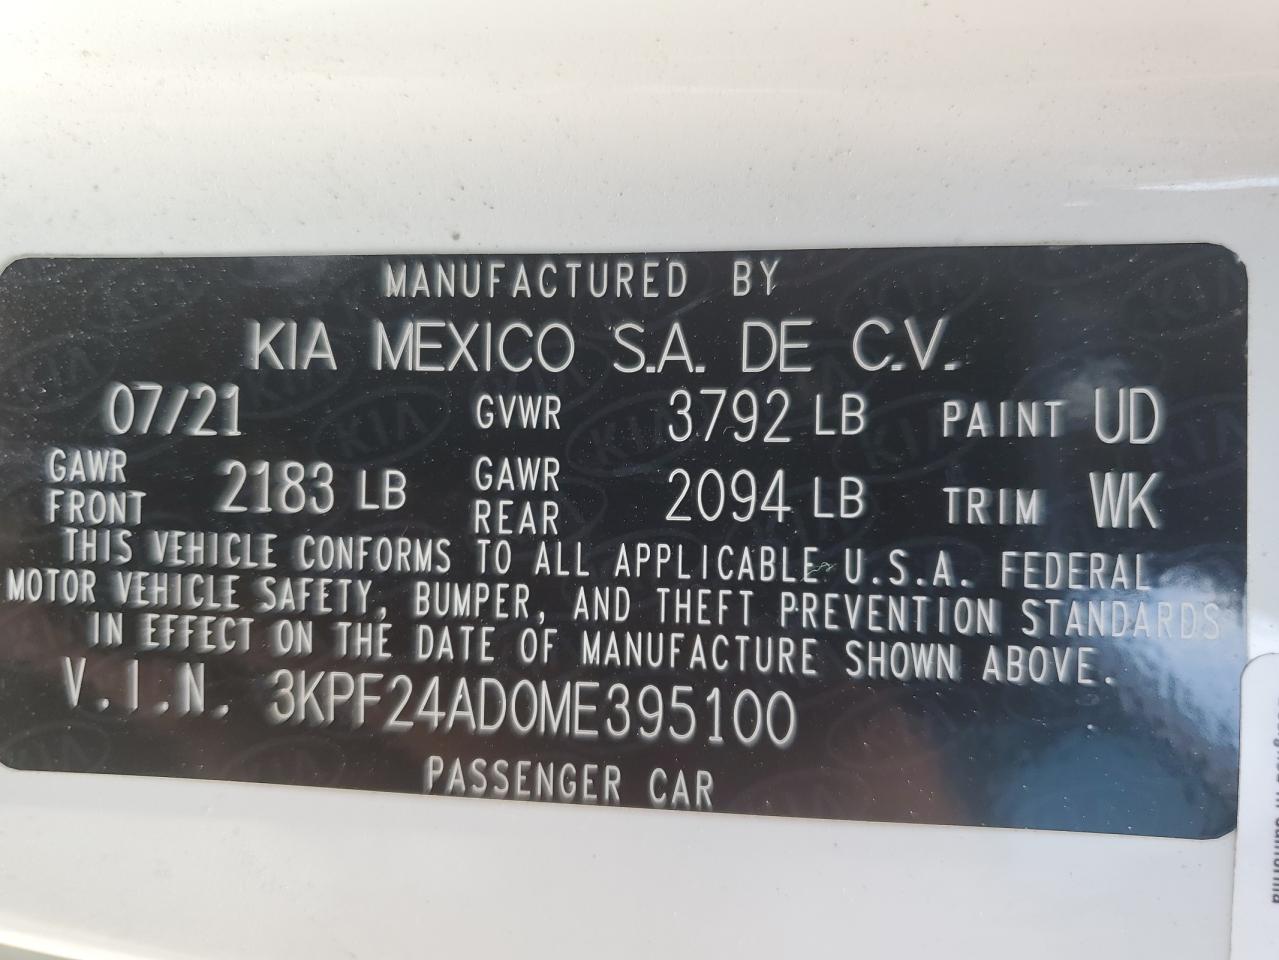 MANUFACTURED BY
KIA MEXICO S.A. DE C.V.
07/21 GVWR 3792 LB PAINT UD
GAWR FRONT 2183 LB GAWR REAR 2094 LB TRIM WK
THIS VEHICLE CONFORMS TO ALL APPLICABLE U.S.A. FEDERAL
MOTOR VEHICLE SAFETY, BUMPER, AND THEFT PREVENTION STANDARDS
IN EFFECT ON THE DATE OF MANUFACTURE SHOWN ABOVE.
V.I.N. 3KPF24AD0ME395100
PASSENGER CAR